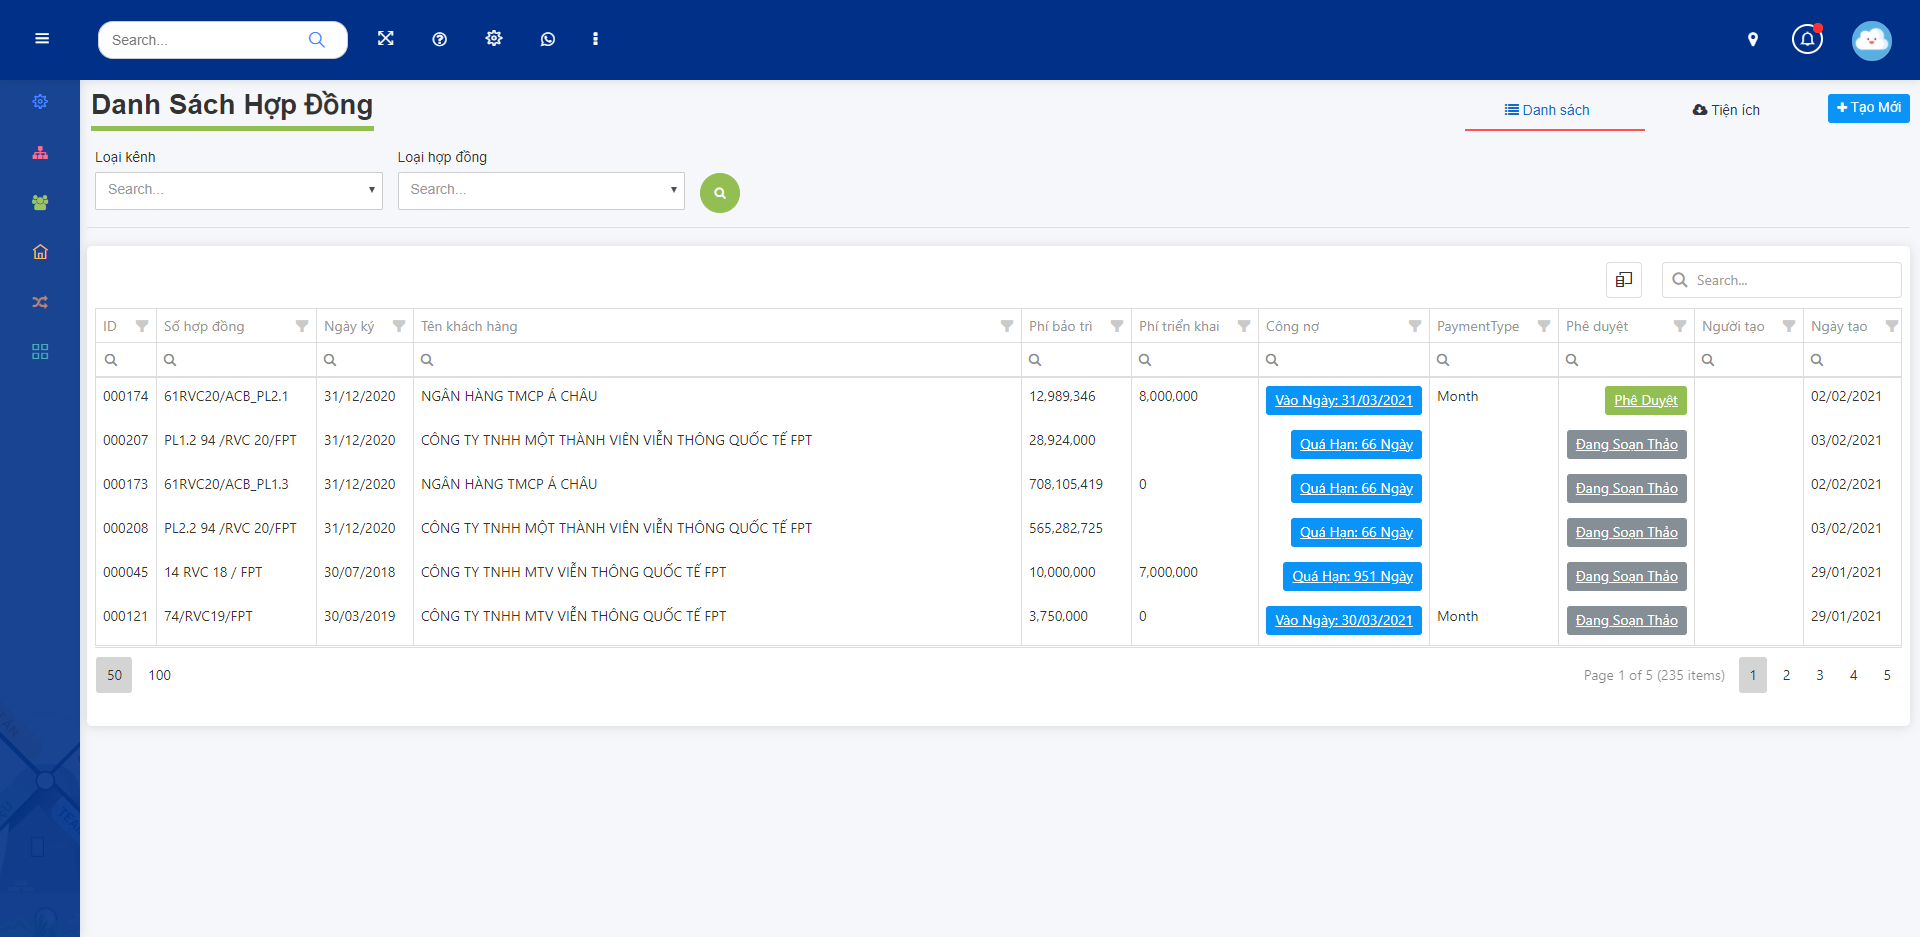 Search...
Danh Sách Hợp Đồng
Danh sách
Tiện ích
Tạo Mới
Loại kênh
Loại hợp đồng
Search...
Search...
Search...
ID Số hợp đồng Ngày ký Tên khách hàng Phí bảo trì Phí triển khai Công nợ PaymentType Phê duyệt Người tạo Ngày tạo
000174 61RVC20/ACB_PL2.1 31/12/2020 NGÂN HÀNG TMCP Á CHÂU 12,989,346 8,000,000 Vào Ngày: 31/03/2021 Month Phê Duyệt 02/02/2021
000207 PL1.2 94 /RVC 20/FPT 31/12/2020 CÔNG TY TNHH MỘT THÀNH VIÊN VIỄN THÔNG QUỐC TẾ FPT 28,924,000 Quá Hạn: 66 Ngày Đang Soạn Thảo 03/02/2021
000173 61RVC20/ACB_PL1.3 31/12/2020 NGÂN HÀNG TMCP Á CHÂU 708,105,419 0 Quá Hạn: 66 Ngày Đang Soạn Thảo 02/02/2021
000208 PL2.2 94 /RVC 20/FPT 31/12/2020 CÔNG TY TNHH MỘT THÀNH VIÊN VIỄN THÔNG QUỐC TẾ FPT 565,282,725 Quá Hạn: 66 Ngày Đang Soạn Thảo 03/02/2021
000045 14 RVC 18 / FPT 30/07/2018 CÔNG TY TNHH MTV VIỄN THÔNG QUỐC TẾ FPT 10,000,000 7,000,000 Quá Hạn: 951 Ngày Đang Soạn Thảo 29/01/2021
000121 74/RVC19/FPT 30/03/2019 CÔNG TY TNHH MTV VIỄN THÔNG QUỐC TẾ FPT 3,750,000 0 Vào Ngày: 30/03/2021 Month Đang Soạn Thảo 29/01/2021
50 100 Page 1 of 5 (235 items) 1 2 3 4 5